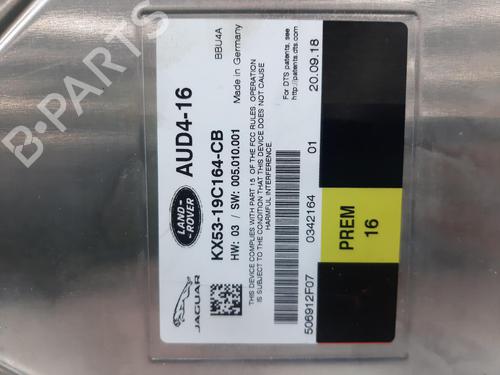 B-PARTS
LAND-
ROVER
JAGUAR
AUD4-16
BBU4A
KX53-19C164-CB
HW: 03 / SW: 005.010.001
Made in Germany
THIS DEVICE COMPLIES WITH PART 15 OF THE FCC RULES. OPERATION
IS SUBJECT TO THE CONDITION THAT THIS DEVICE DOES NOT CAUSE
HARMFUL INTERFERENCE.
For DTS patents, see
http://patents.dts.com
20.09.18
506912F07
0342164
01
PREM
16